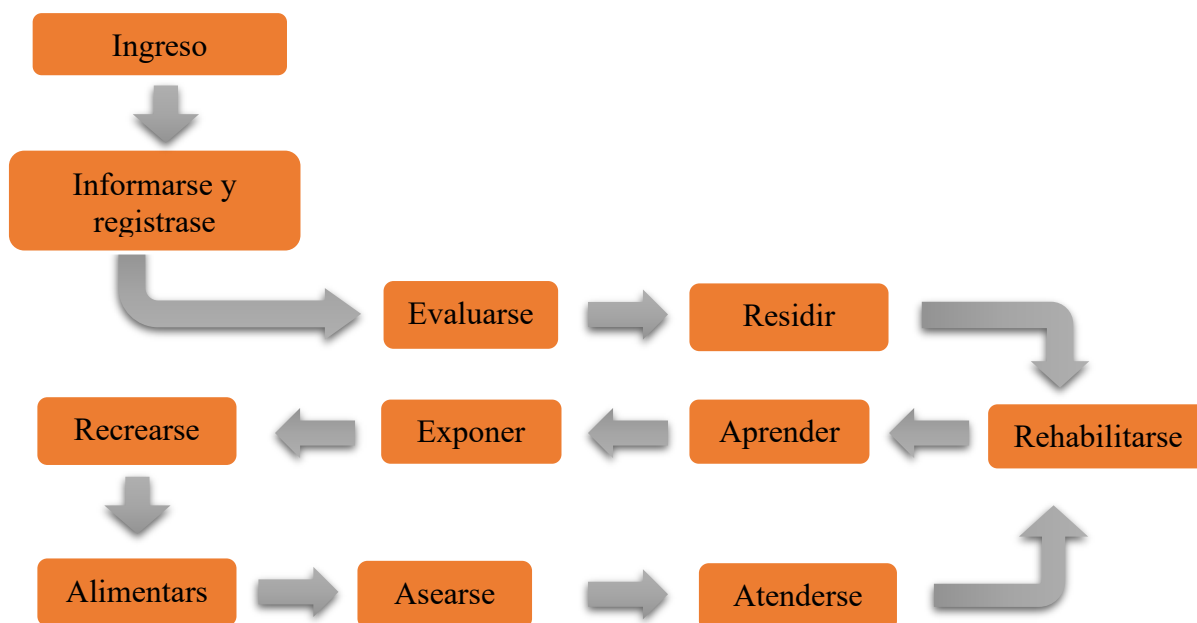 Ingreso
Informarse y
registrase
Evaluarse
Residir
Recrearse
Exponer
Aprender
Rehabilitarse
Alimentars
Asearse
Atenderse